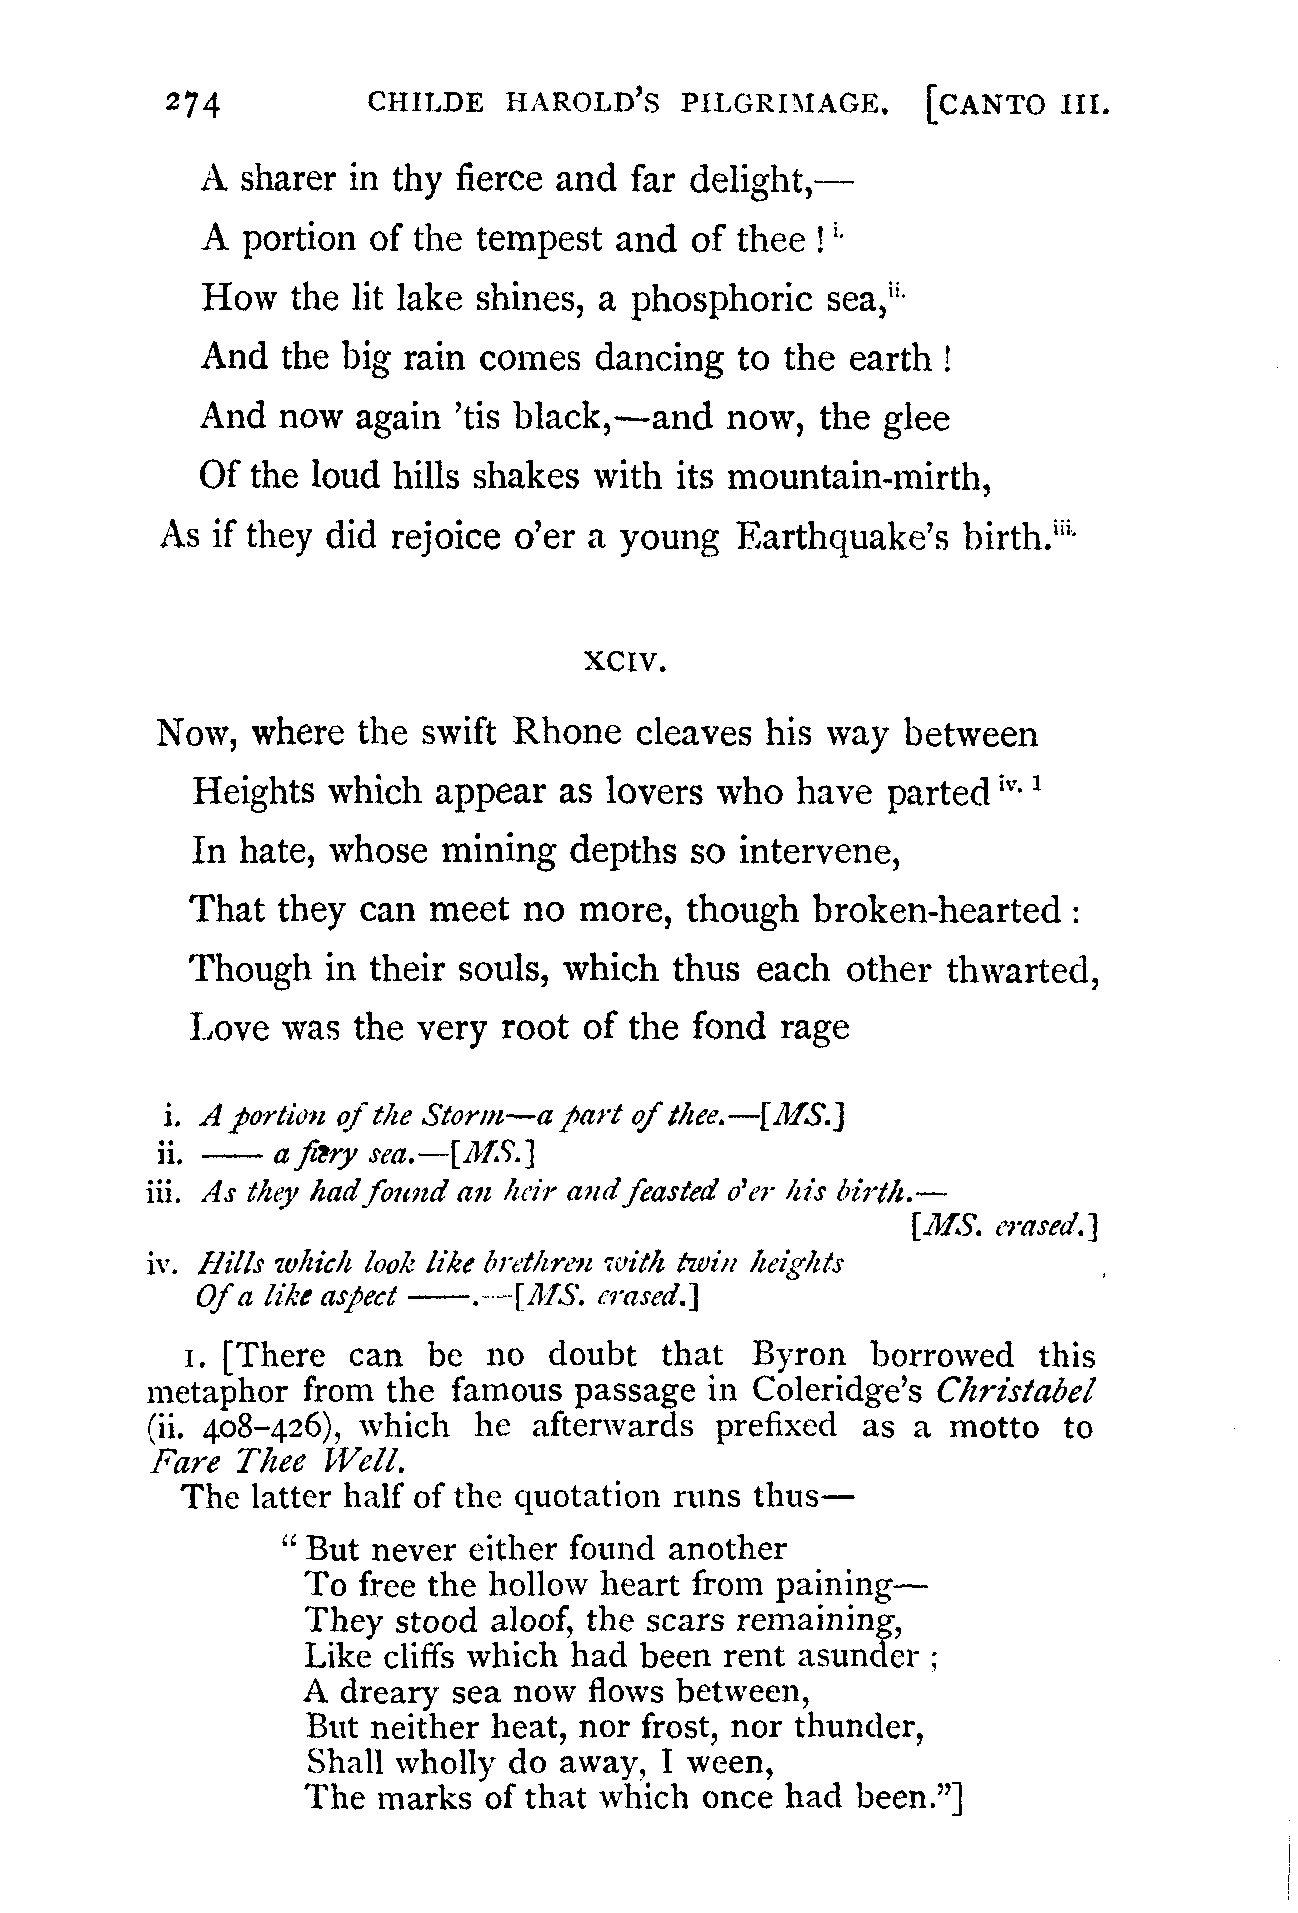 274 CHILDE HAROLD'S PILGRIMAGE. [CANTO III.
A sharer in thy fierce and far delight,—
A portion of the tempest and of thee ! i.
How the lit lake shines, a phosphoric sea, ii.
And the big rain comes dancing to the earth !
And now again 'tis black,—and now, the glee
Of the loud hills shakes with its mountain-mirth,
As if they did rejoice o'er a young Earthquake's birth. iii.
XCIV.
Now, where the swift Rhone cleaves his way between
Heights which appear as lovers who have parted iv. 1
In hate, whose mining depths so intervene,
That they can meet no more, though broken-hearted :
Though in their souls, which thus each other thwarted,
Love was the very root of the fond rage
i. A portion of the Storm—a part of thee.—[MS.]
ii. —— a fiery sea.—[MS.]
iii. As they had found an heir and feasted o'er his birth.—
[MS. erased.]
iv. Hills which look like brethren with twin heights
Of a like aspect ——.—[MS. erased.]
1. [There can be no doubt that Byron borrowed this
metaphor from the famous passage in Coleridge's Christabel
(ii. 408–426), which he afterwards prefixed as a motto to
Fare Thee Well.
The latter half of the quotation runs thus—
“ But never either found another
To free the hollow heart from paining—
They stood aloof, the scars remaining,
Like cliffs which had been rent asunder ;
A dreary sea now flows between,
But neither heat, nor frost, nor thunder,
Shall wholly do away, I ween,
The marks of that which once had been.”]